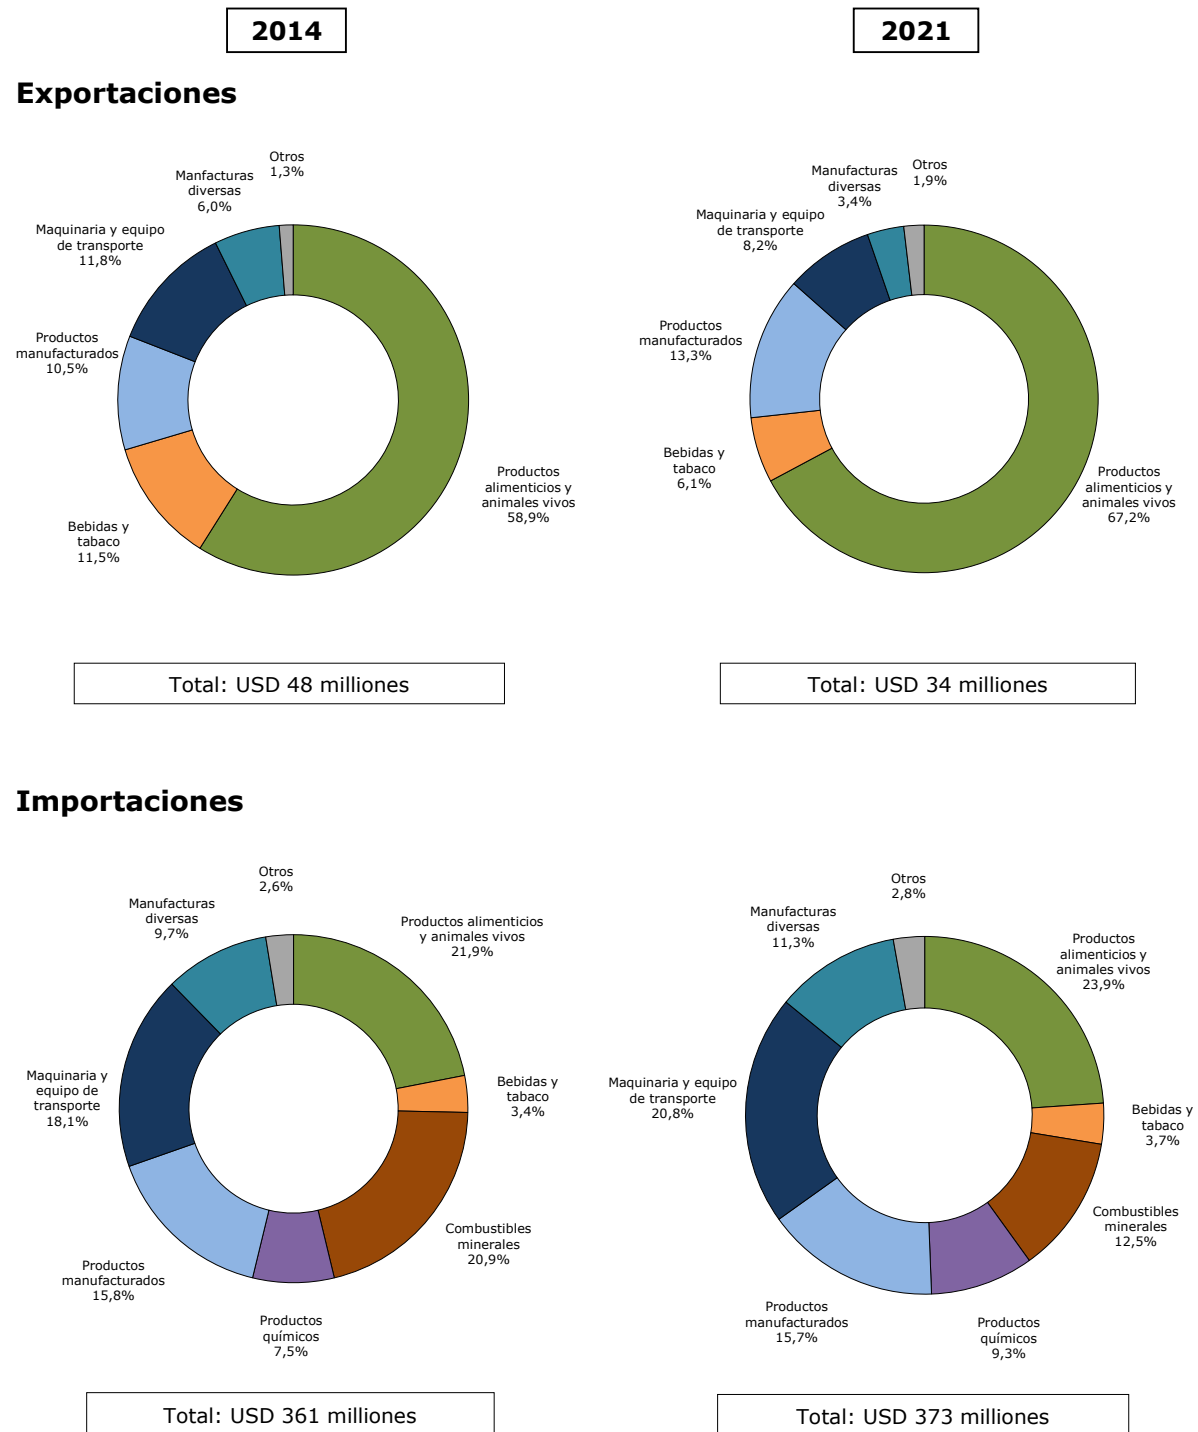 2014
2021
Exportaciones
Otros
1,3%
Manfacturas
diversas
6,0%
Maquinaria y equipo
de transporte
11,8%
Productos
manufacturados
10,5%
Bebidas y
tabaco
11,5%
Productos
alimenticios y
animales vivos
58,9%
Total: USD 48 milliones
Otros
1,9%
Manufacturas
diversas
3,4%
Maquinaria y equipo
de transporte
8,2%
Productos
manufacturados
13,3%
Bebidas y
tabaco
6,1%
Productos
alimenticios y
animales vivos
67,2%
Total: USD 34 milliones
Importaciones
Otros
2,6%
Manufacturas
diversas
9,7%
Productos alimenticios
y animales vivos
21,9%
Maquinaria y
equipo de
transporte
18,1%
Bebidas y
tabaco
3,4%
Combustibles
minerales
20,9%
Productos
manufacturados
15,8%
Productos
químicos
7,5%
Total: USD 361 milliones
Otros
2,8%
Manufacturas
diversas
11,3%
Productos
alimenticios y
animales vivos
23,9%
Maquinaria y equipo
de transporte
20,8%
Bebidas y
tabaco
3,7%
Combustibles
minerales
12,5%
Productos
manufacturados
15,7%
Productos
químicos
9,3%
Total: USD 373 milliones